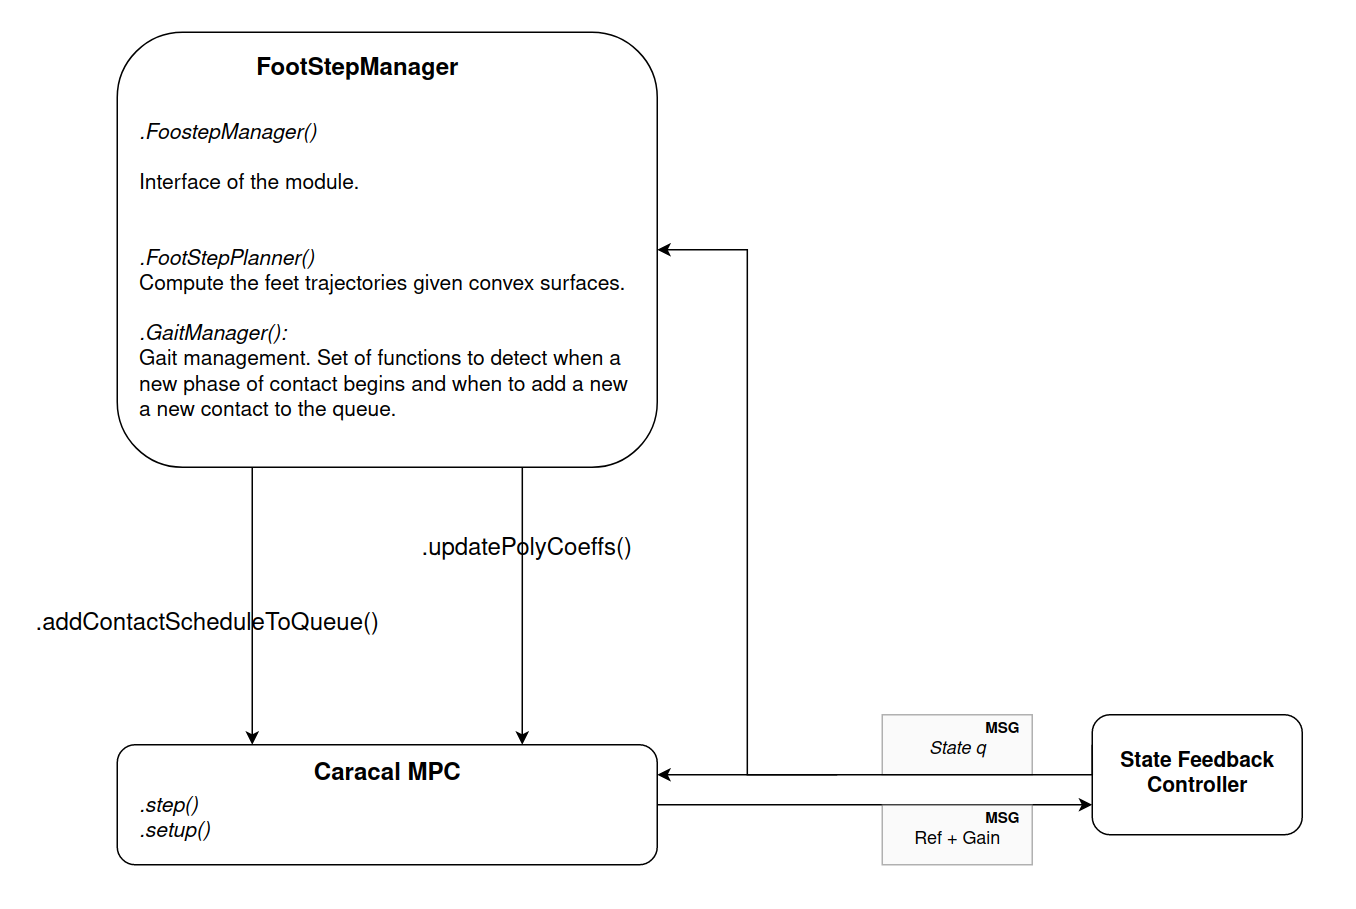 FootStepManager
.FoostepManager()
Interface of the module.
.FootStepPlanner()
Compute the feet trajectories given convex surfaces.
.GaitManager():
Gait management. Set of functions to detect when a
new phase of contact begins and when to add a new
a new contact to the queue.
.updatePolyCoeffs()
.addContactScheduleToQueue()
MSG
State q
State Feedback
Controller
Caracal MPC
.step()
.setup()
MSG
Ref + Gain